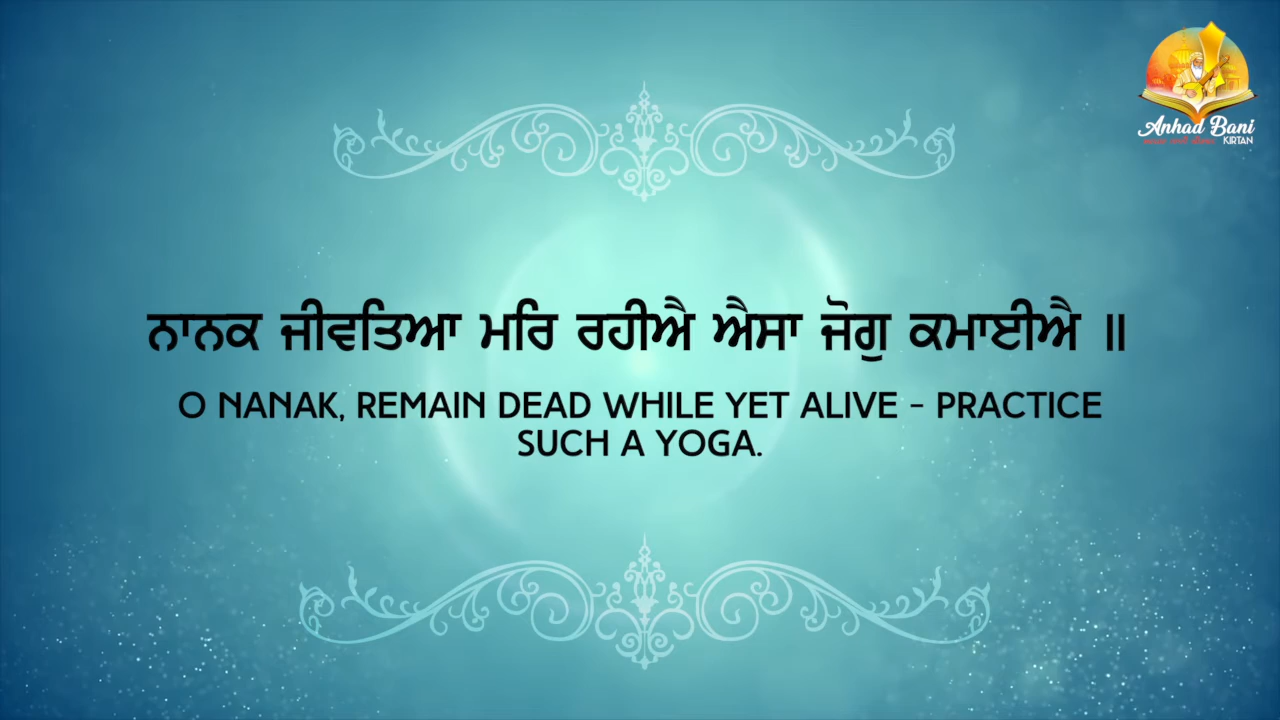 Anhad Bani
KIRTAN
ਨਾਨਕ ਜੀਵਤਿਆ ਮਰਿ ਰਹੀਐ ਐਸਾ ਜੋਗੁ ਕਮਾਈਐ ॥
O NANAK, REMAIN DEAD WHILE YET ALIVE - PRACTICE
SUCH A YOGA.